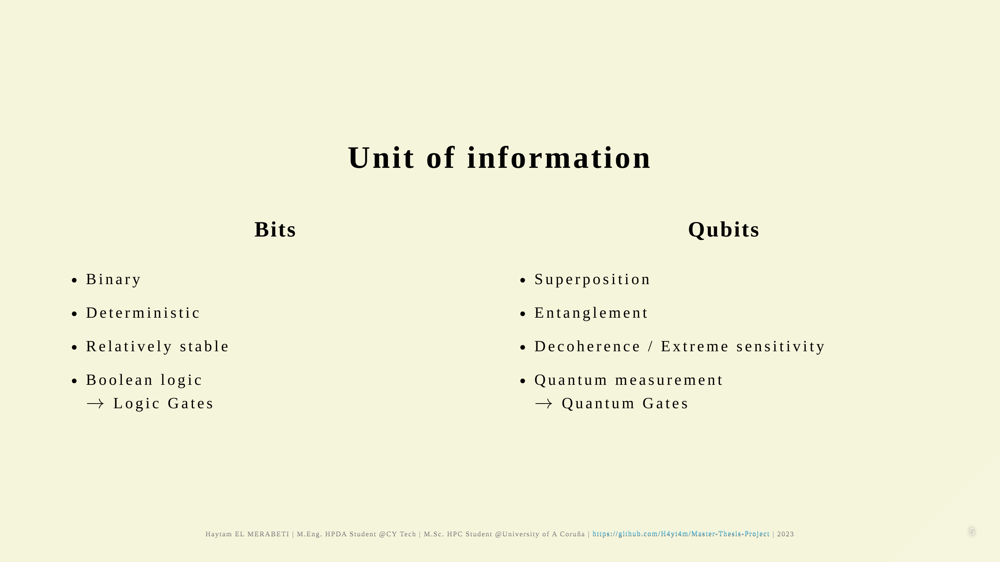 Unit of information
Bits
• Binary
• Deterministic
• Relatively stable
• Boolean logic
→ Logic Gates
Qubits
• Superposition
• Entanglement
• Decoherence / Extreme sensitivity
• Quantum measurement
→ Quantum Gates
Haytam EL MERABETI | M.Eng. HPDA Student @CY Tech | M.Sc. HPC Student @University of A Coruña | https://github.com/H4yt4m/Master-Thesis-Project | 2023
5